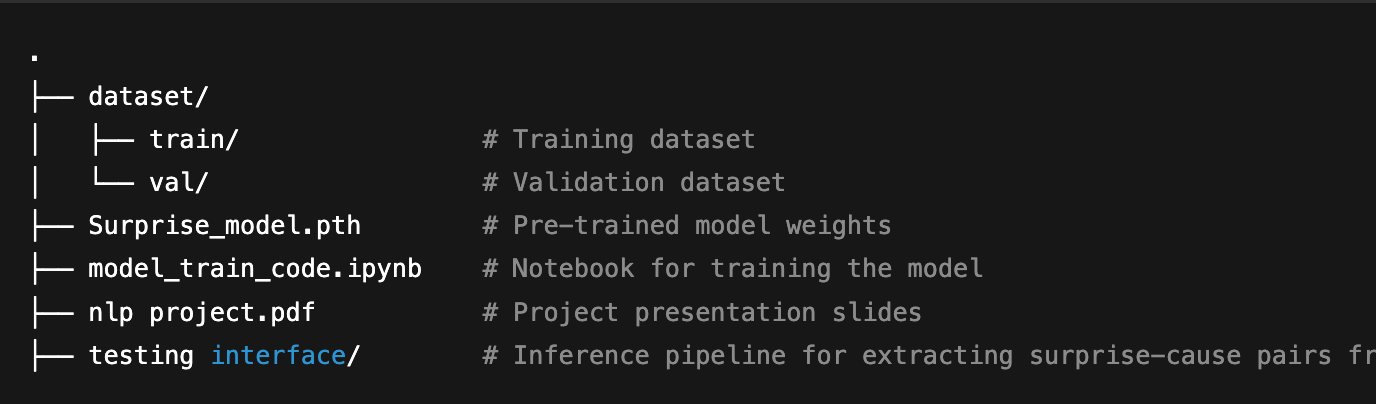 .
├── dataset/
│   ├── train/                # Training dataset
│   └── val/                  # Validation dataset
├── Surprise_model.pth        # Pre-trained model weights
├── model_train_code.ipynb    # Notebook for training the model
├── nlp project.pdf           # Project presentation slides
├── testing interface/        # Inference pipeline for extracting surprise-cause pairs fr